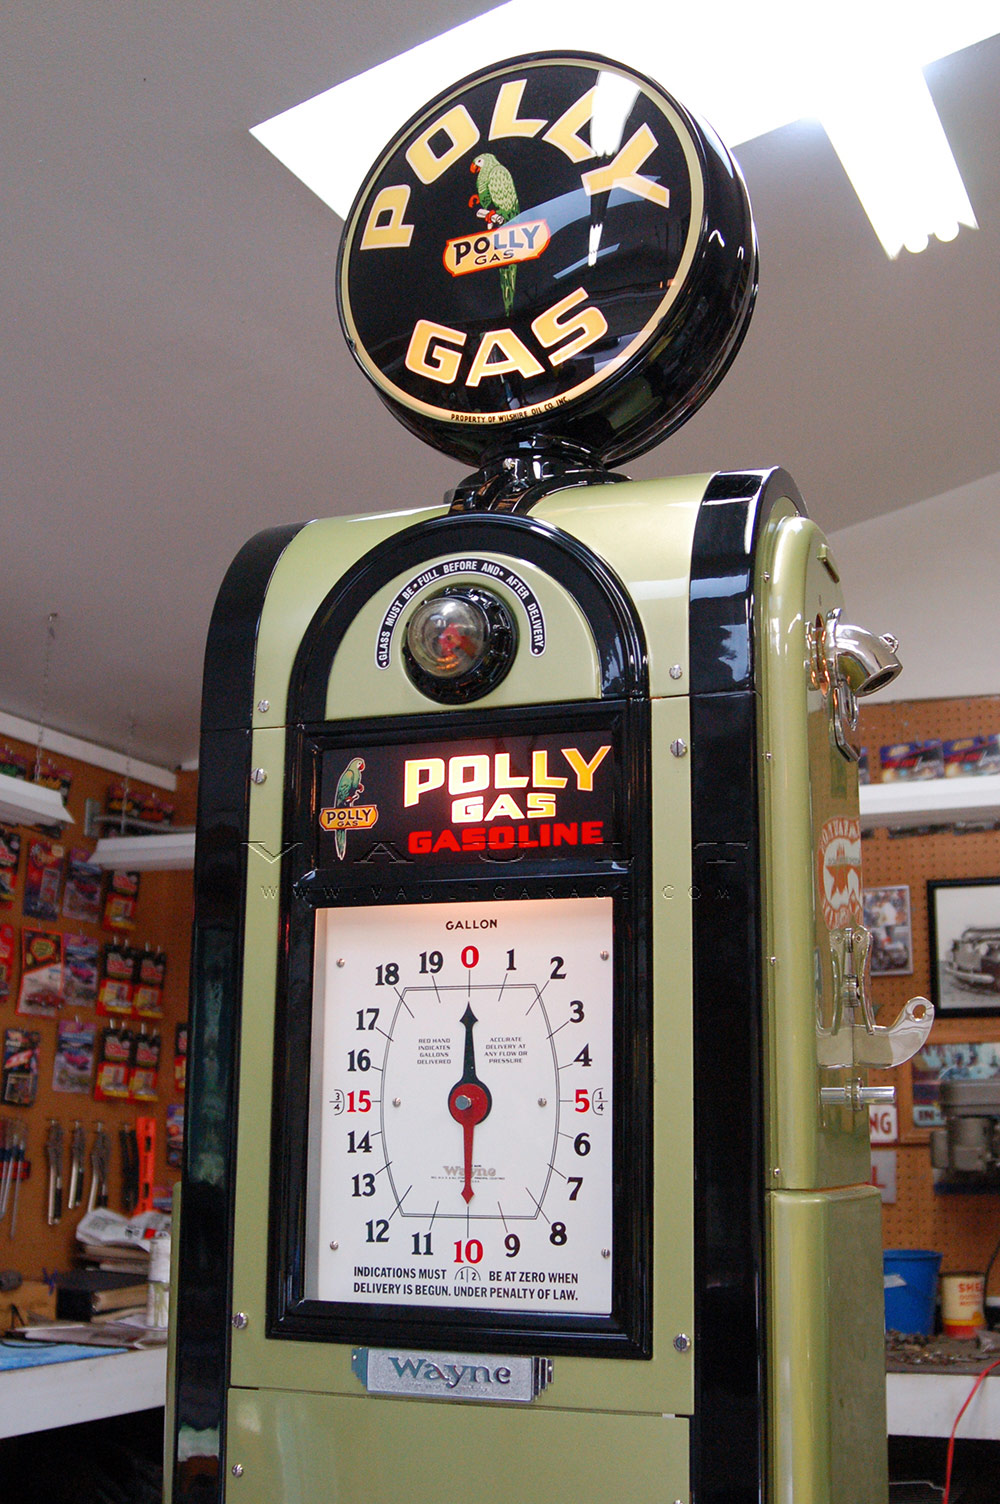 POLLY
POLLY
GAS
GAS
PROPERTY OF WILSHIRE OIL CO. INC.
•GLASS MUST BE•FULL BEFORE AND•AFTER DELIVERY•
POLLY
GAS
POLLY
GAS
GASOLINE
VAULT
WWW.VAULTGARAGE.COM
GALLON
0
1
2
3
4
5 1/4
6
7
8
9
10
11
12
13
14
3/4 15
16
17
18
19
RED HAND
INDICATES
GALLONS
DELIVERED
ACCURATE
DELIVERY AT
ANY FLOW OR
PRESSURE
Wayne
INDICATIONS MUST 1/2 BE AT ZERO WHEN
DELIVERY IS BEGUN. UNDER PENALTY OF LAW.
Wayne
NG
IN